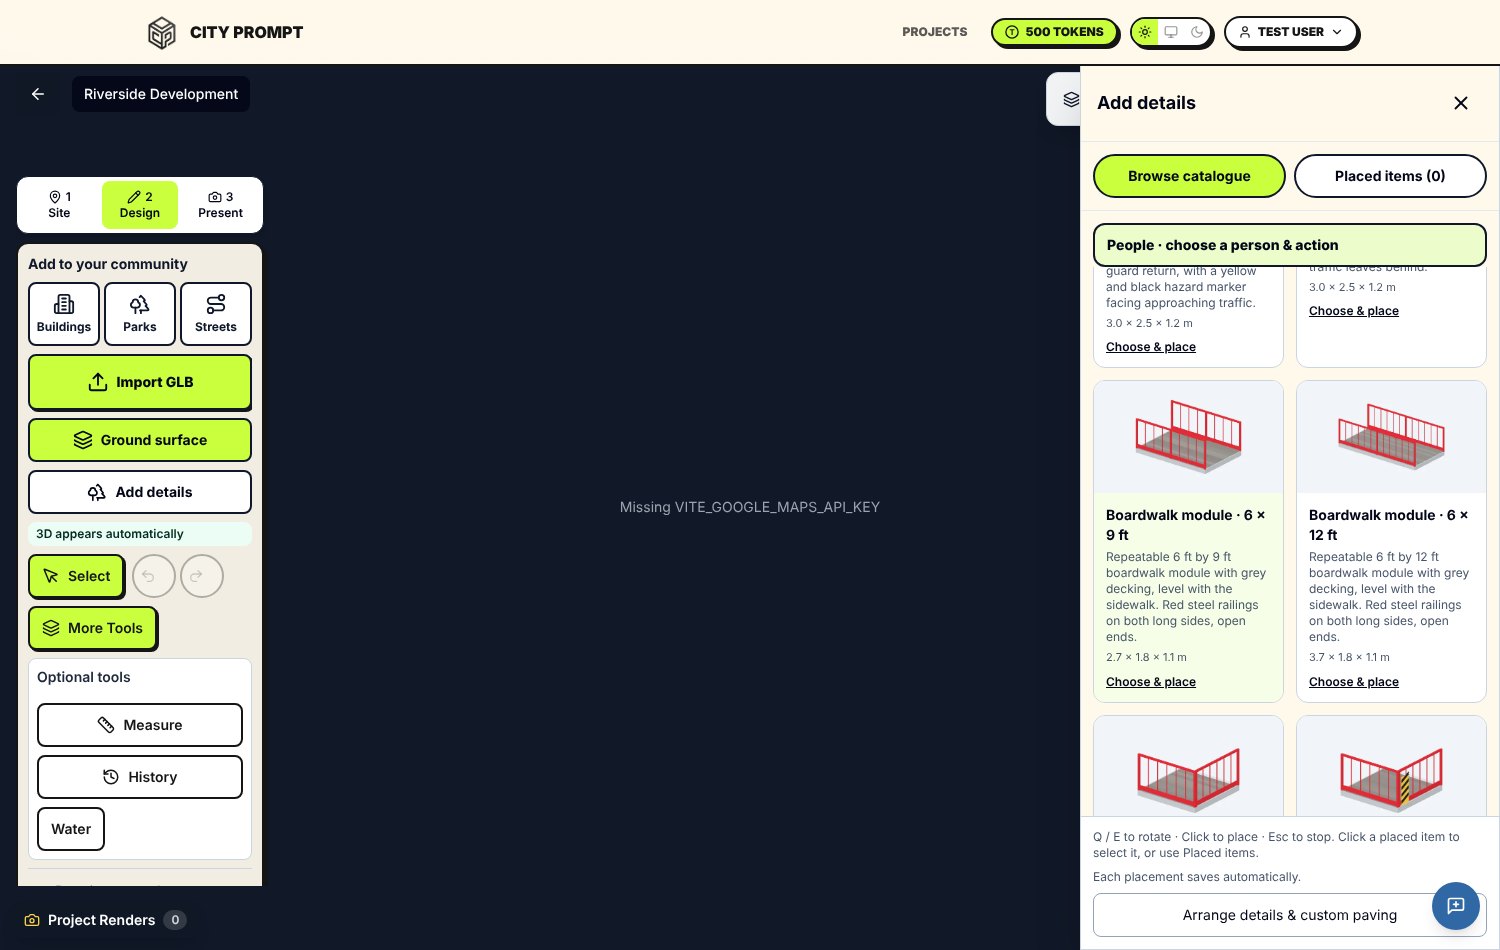 CITY PROMPT
PROJECTS
500 TOKENS
TEST USER
Riverside Development
1
Site
2
Design
3
Present
Add to your community
Buildings
Parks
Streets
Import GLB
Ground surface
Add details
3D appears automatically
Select
More Tools
Optional tools
Measure
History
Water
Project Renders 0
Missing VITE_GOOGLE_MAPS_API_KEY
Add details
Browse catalogue
Placed items (0)
People · choose a person & action
guard return, with a yellow
and black hazard marker
facing approaching traffic.
3.0 × 2.5 × 1.2 m
Choose & place
traffic leaves behind.
3.0 × 2.5 × 1.2 m
Choose & place
Boardwalk module · 6 ×
9 ft
Repeatable 6 ft by 9 ft
boardwalk module with grey
decking, level with the
sidewalk. Red steel railings
on both long sides, open
ends.
2.7 × 1.8 × 1.1 m
Choose & place
Boardwalk module · 6 ×
12 ft
Repeatable 6 ft by 12 ft
boardwalk module with grey
decking, level with the
sidewalk. Red steel railings
on both long sides, open
ends.
3.7 × 1.8 × 1.1 m
Choose & place
Q / E to rotate · Click to place · Esc to stop. Click a placed item to
select it, or use Placed items.
Each placement saves automatically.
Arrange details & custom paving